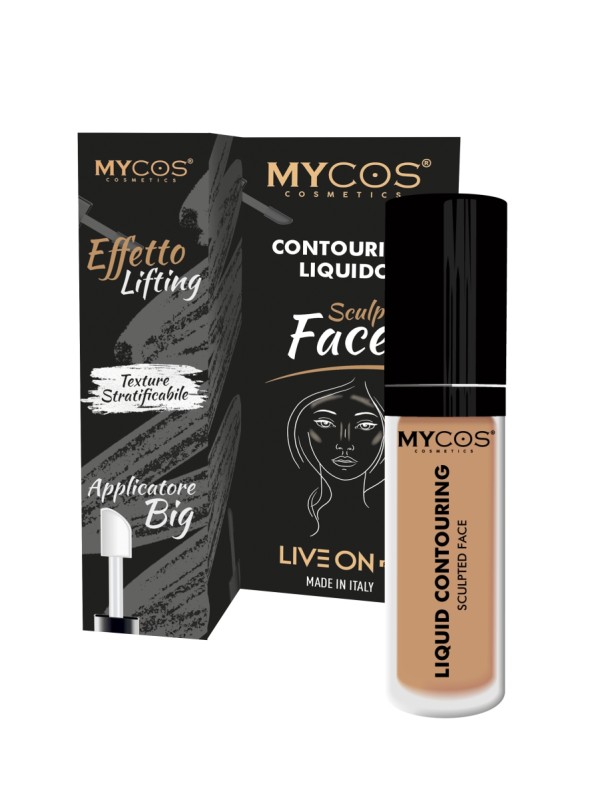 MYCOS®
COSMETICS
Effetto
Lifting
Texture
Stratificabile
Applicatore
Big
MYCOS®
COSMETICS
LIQUIDO
Face
LIVE ON
MADE IN ITALY
MYCOS®
COSMETICS
LIQUID CONTOURING
SCULPTED FACE